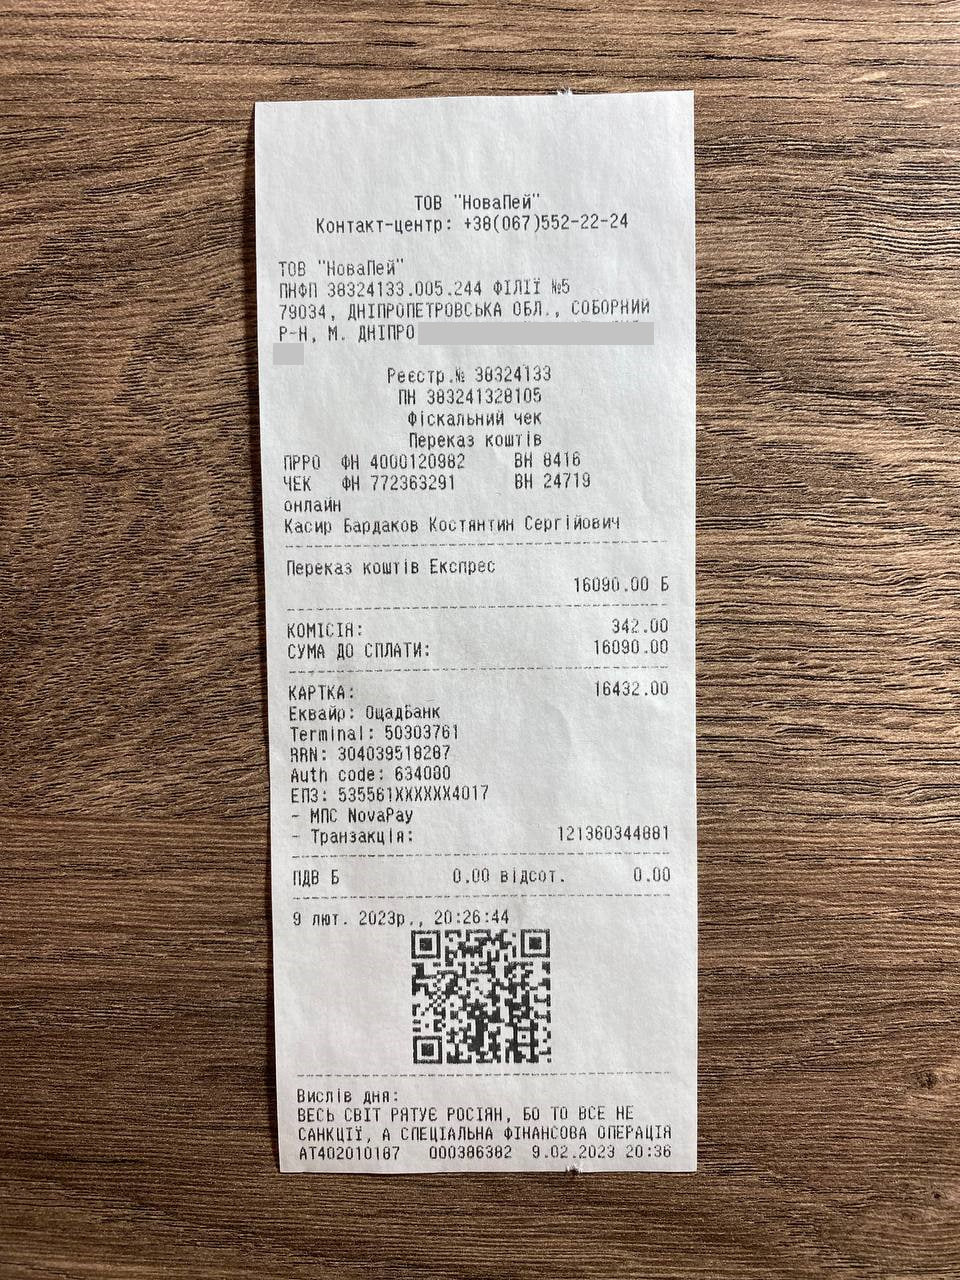 ТОВ "НоваПей"
Контакт-центр: +38(067)552-22-24
ТОВ "НоваПей"
ПНФП 38324133.005.244 ФІЛІЇ №5
79034, ДНІПРОПЕТРОВСЬКА ОБЛ., СОБОРНИЙ
Р-Н, М. ДНІПРО
Реєстр.№ 38324133
ПН 383241328105
Фіскальний чек
Переказ коштів
ПРРО ФН 4000120982 ВН 8416
ЧЕК ФН 772363291 ВН 24719
онлайн
Касир Бардаков Костянтин Сергійович
Переказ коштів Експрес
16090.00 Б
КОМІСІЯ: 342.00
СУМА ДО СПЛАТИ: 16090.00
КАРТКА: 16432.00
Еквайр: ОщадБанк
Terminal: 50303761
RRN: 304039518287
Auth code: 634080
ЕПЗ: 535561XXXXXX4017
- МПС NovaPay
- Транзакція: 121360344881
ПДВ Б 0.00 відсот. 0.00
9 лют. 2023р., 20:26:44
Вислів дня:
ВЕСЬ СВІТ РЯТУЄ РОСІЯН, БО ТО ВСЕ НЕ
САНКЦІЇ, А СПЕЦІАЛЬНА ФІНАНСОВА ОПЕРАЦІЯ
АТ402010187 000386382 9.02.2023 20:36